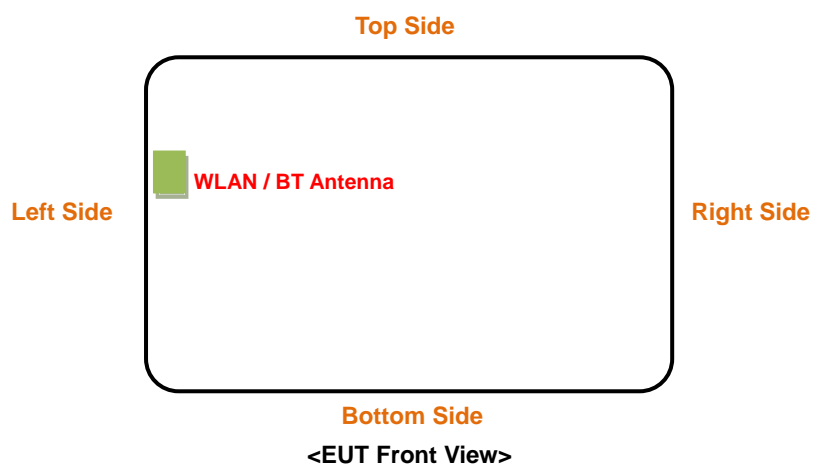 Top Side
WLAN / BT Antenna
Left Side
Right Side
Bottom Side
<EUT Front View>